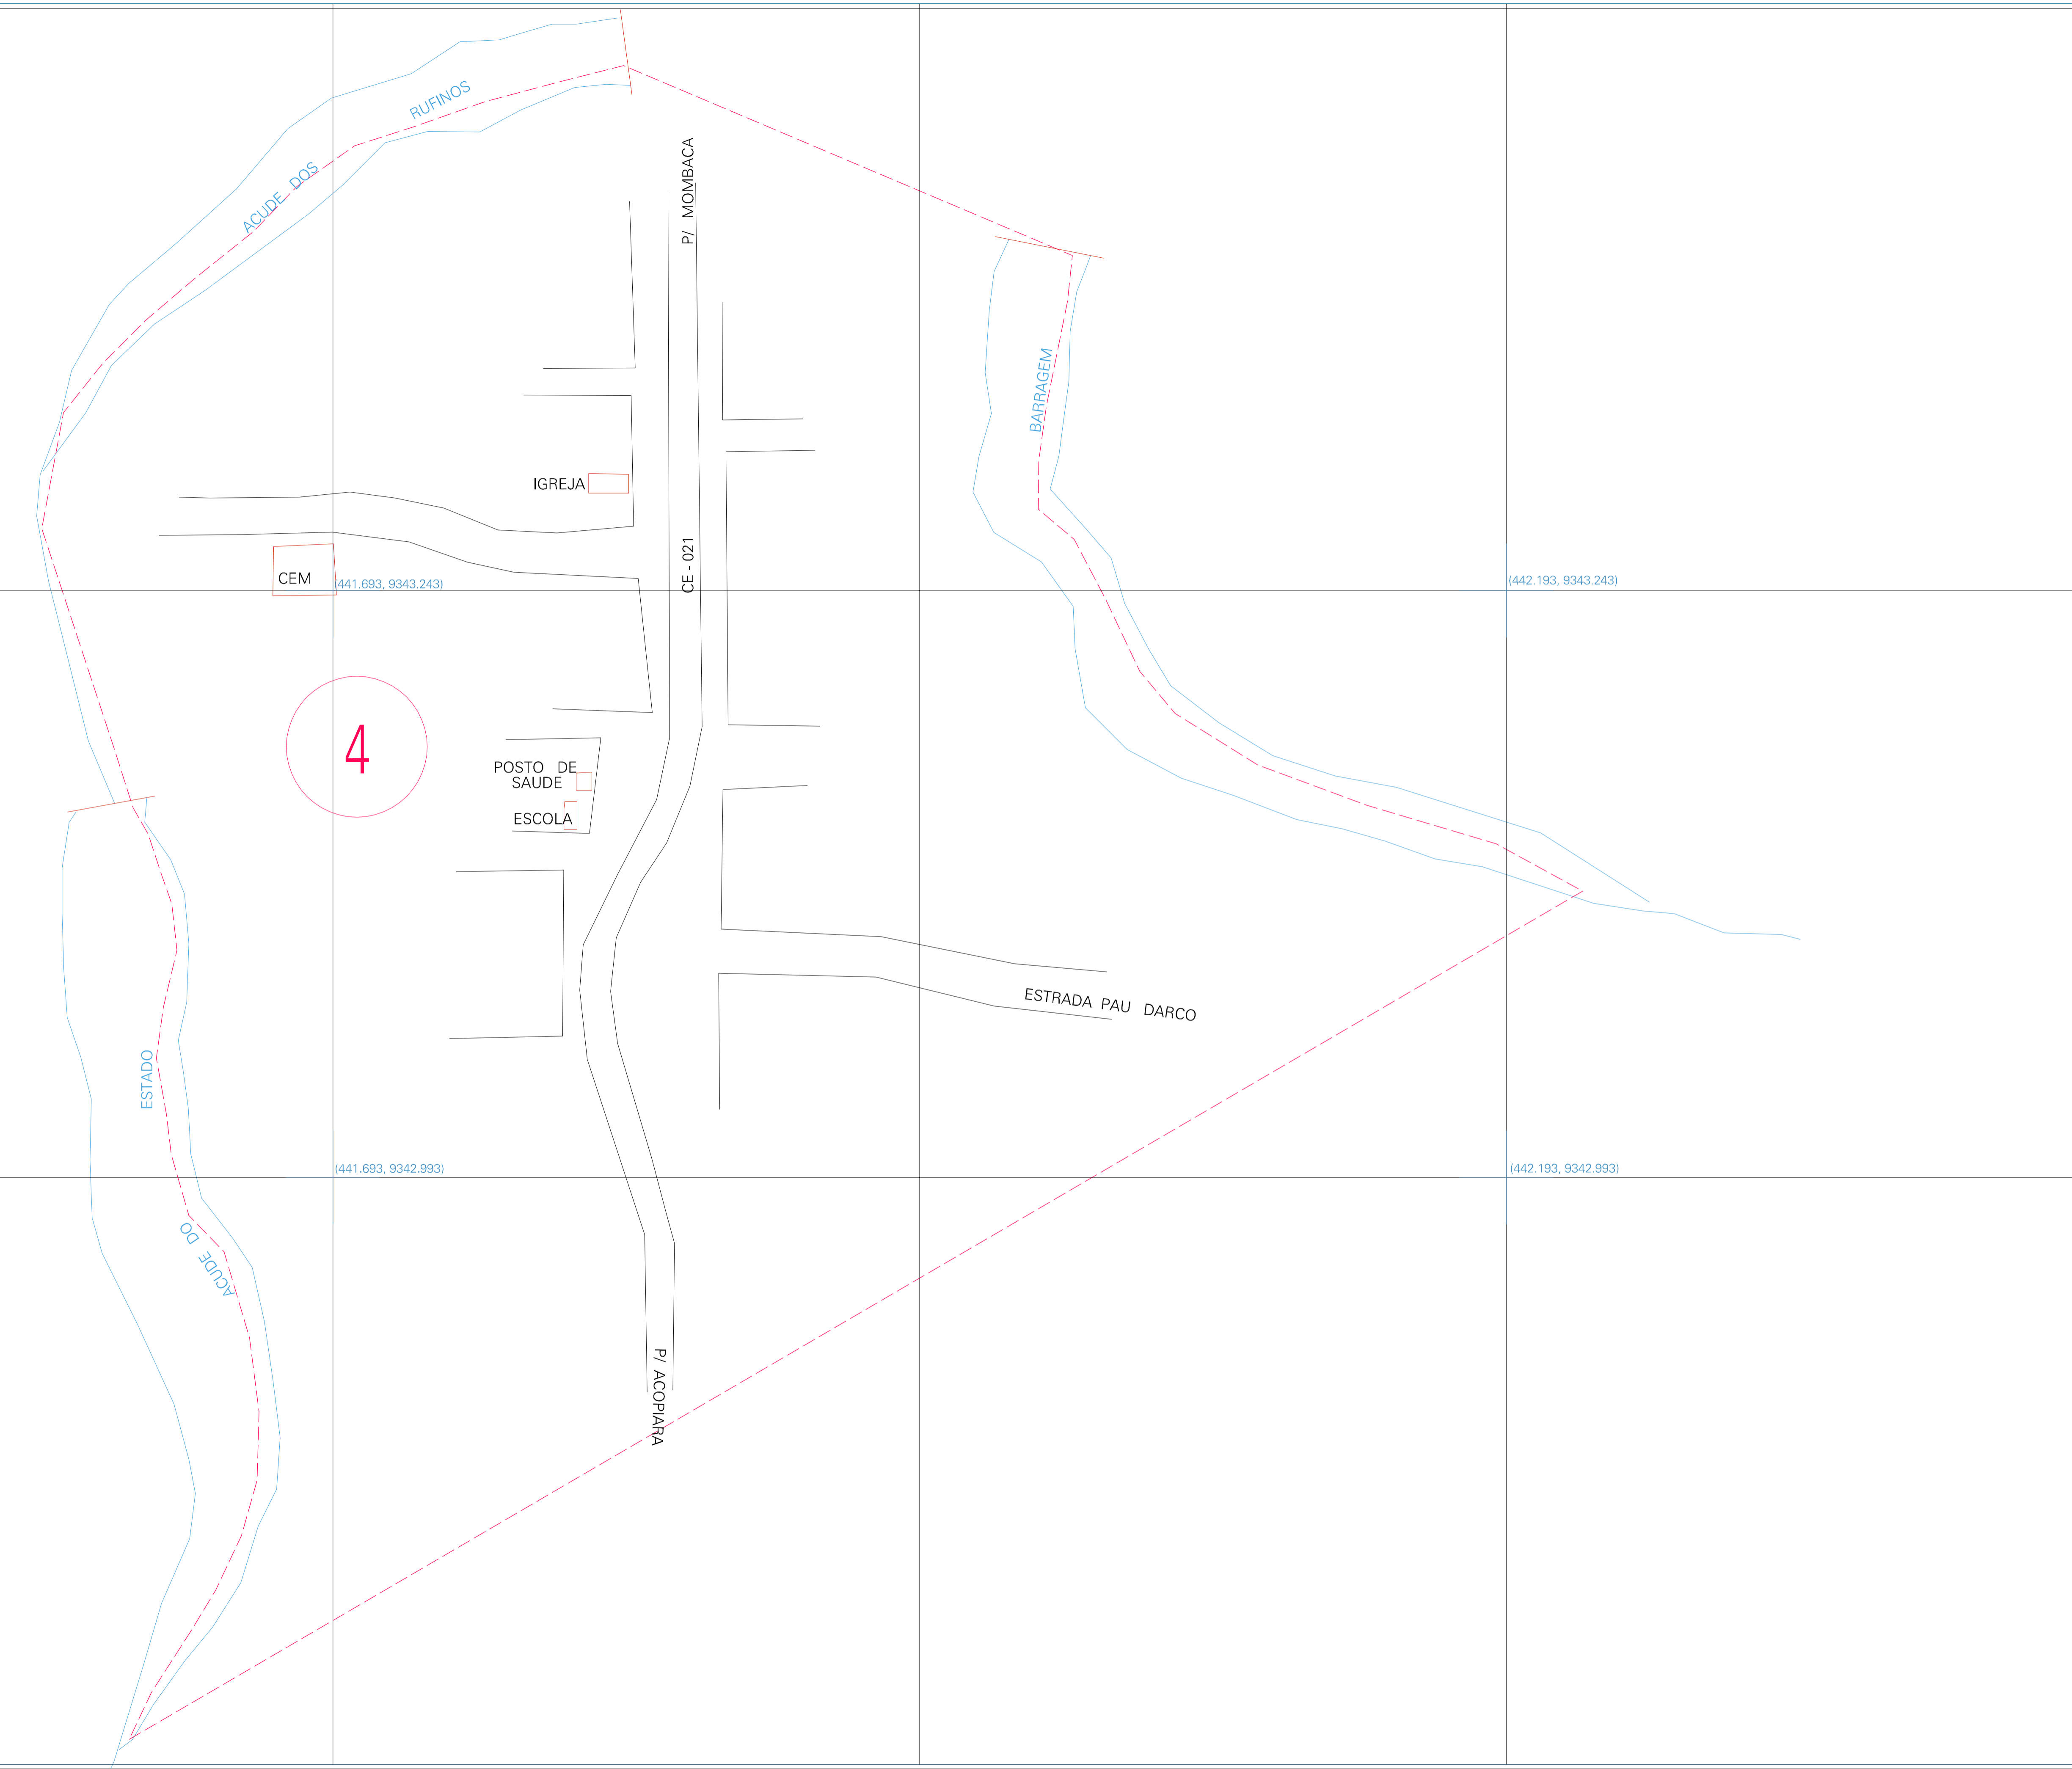 RUFINOS
ACUDE DOS
P/ MOMBACA
BARRAGEM
IGREJA
CE - 021
CEM
(441.693, 9343.243)
(442.193, 9343.243)
4
POSTO DE
SAUDE
ESCOLA
ESTRADA PAU DARCO
ESTADO
(441.693, 9342.993)
(442.193, 9342.993)
ACUDE DO
P/ ACOPIARA